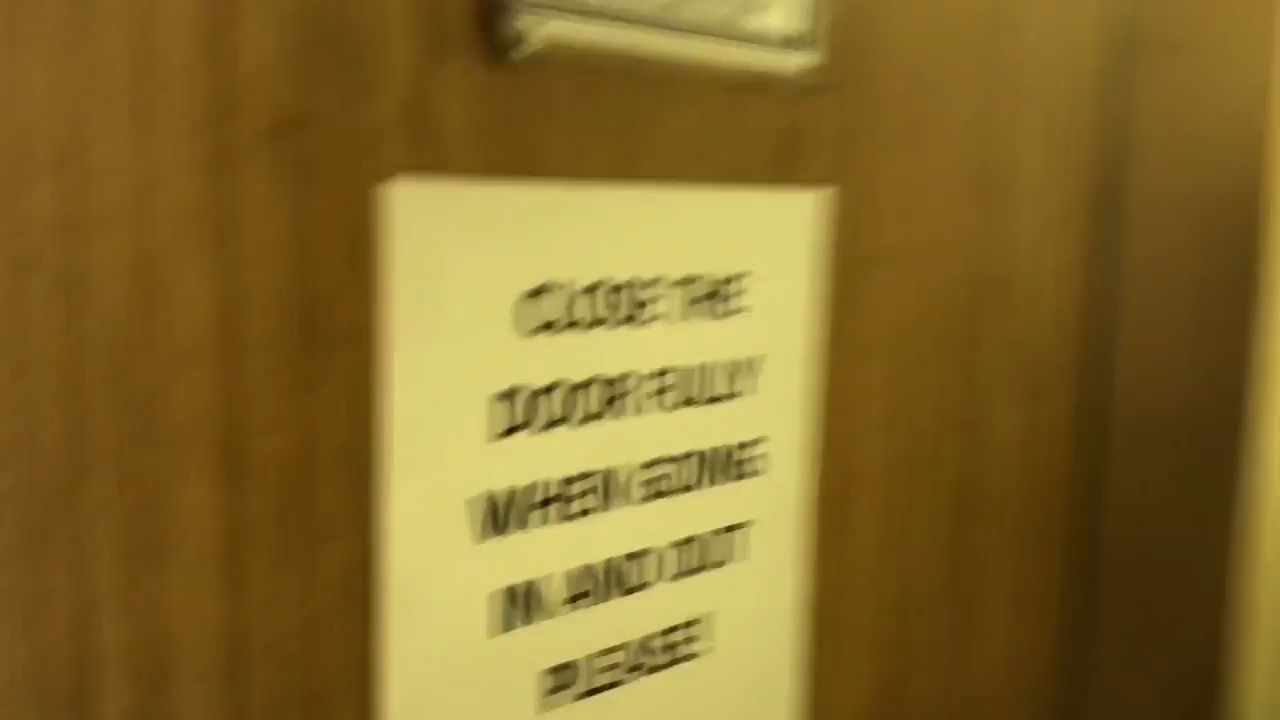 CLOSE THE
DOOR FULLY
WHEN GOING
IN AND OUT
PLEASE!